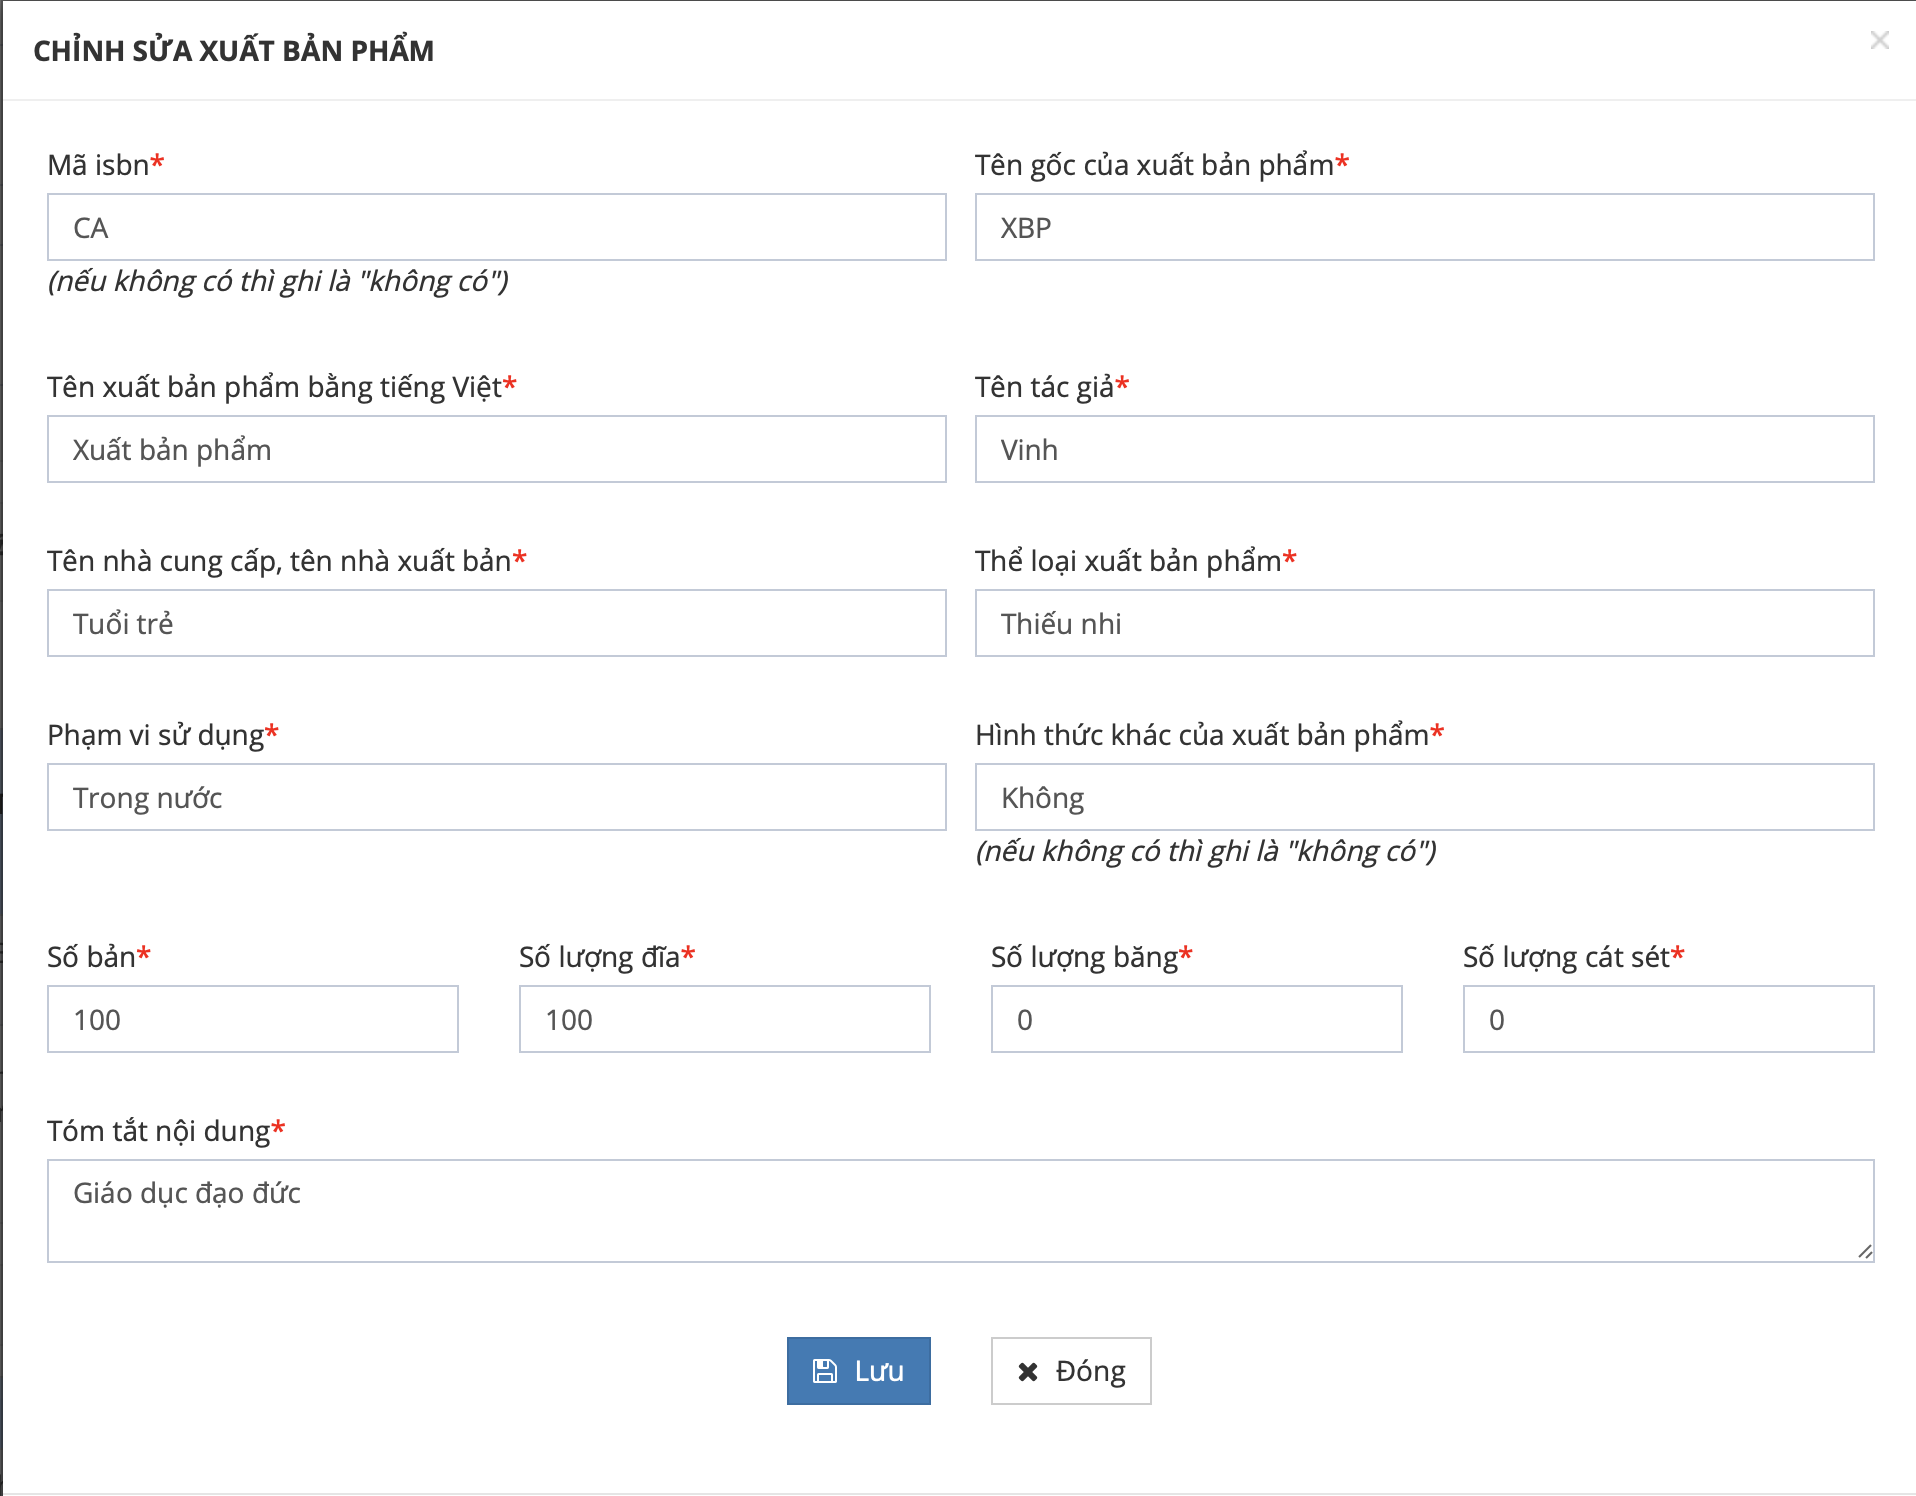 CHỈNH SỬA XUẤT BẢN PHẨM
Mã isbn*
Tên gốc của xuất bản phẩm*
CA
XBP
(nếu không có thì ghi là "không có")
Tên xuất bản phẩm bằng tiếng Việt*
Tên tác giả*
Xuất bản phẩm
Vinh
Tên nhà cung cấp, tên nhà xuất bản*
Thể loại xuất bản phẩm*
Tuổi trẻ
Thiếu nhi
Phạm vi sử dụng*
Hình thức khác của xuất bản phẩm*
Trong nước
Không
(nếu không có thì ghi là "không có")
Số bản*
Số lượng đĩa*
Số lượng băng*
Số lượng cát sét*
100
100
0
0
Tóm tắt nội dung*
Giáo dục đạo đức
Lưu
Đóng